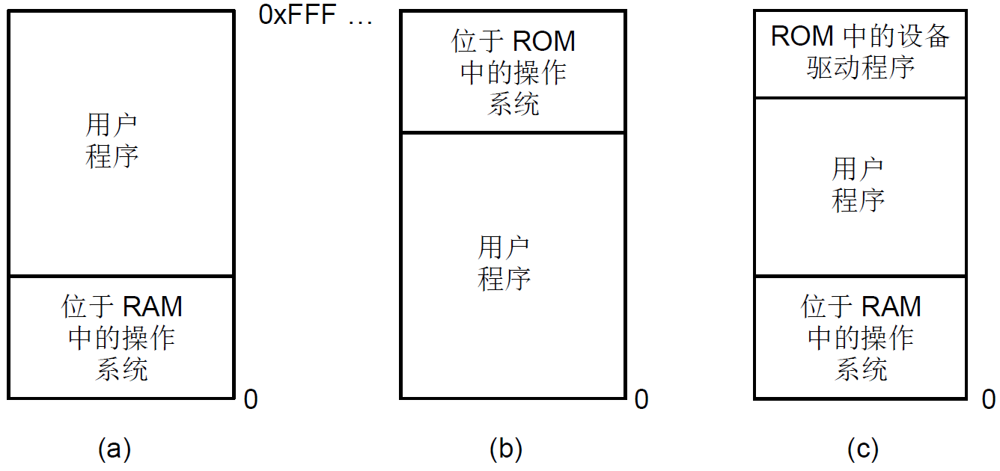 用户
程序
位于 RAM
中的操作
系统
0xFFF …
0
(a)
位于 ROM
中的操作
系统
用户
程序
0
(b)
ROM 中的设备
驱动程序
用户
程序
位于 RAM
中的操作
系统
0
(c)